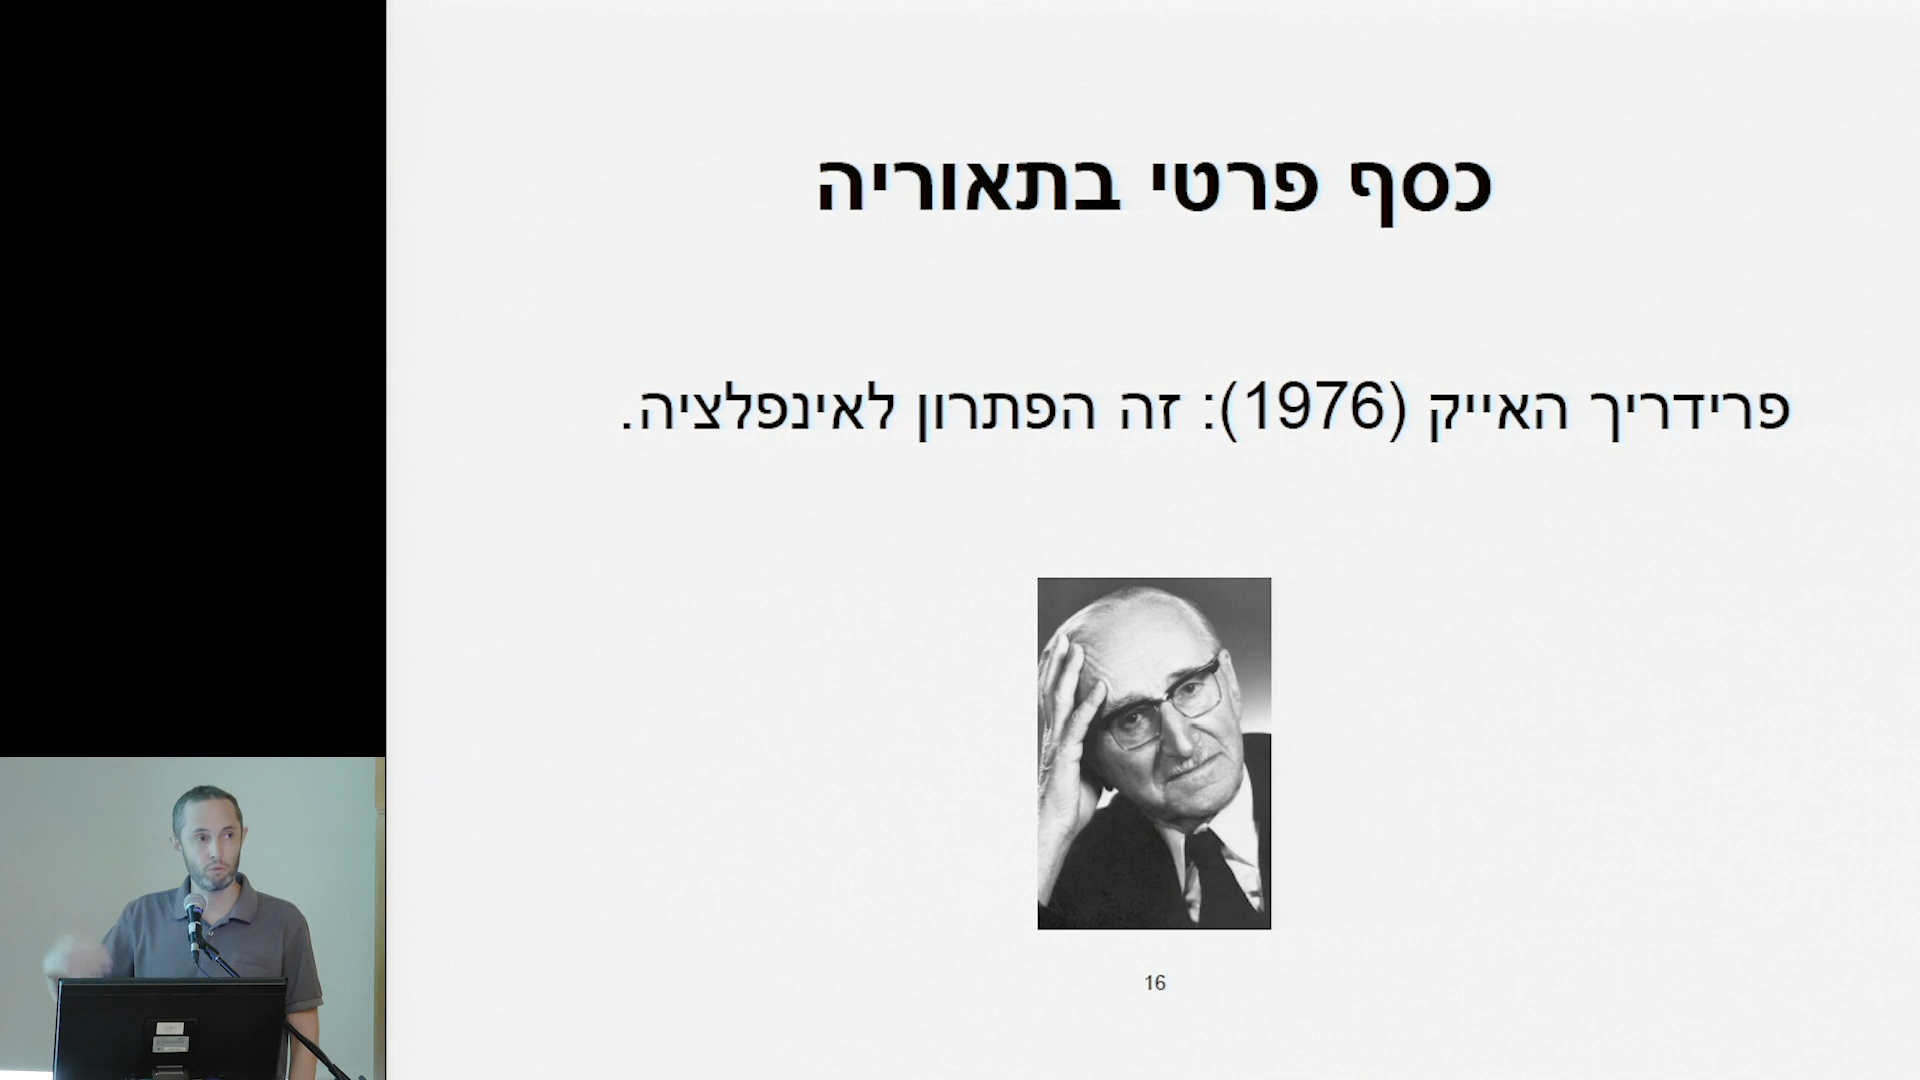 כסף פרטי בתאוריה
פרידריך האייק (1976): זה הפתרון לאינפלציה.
16